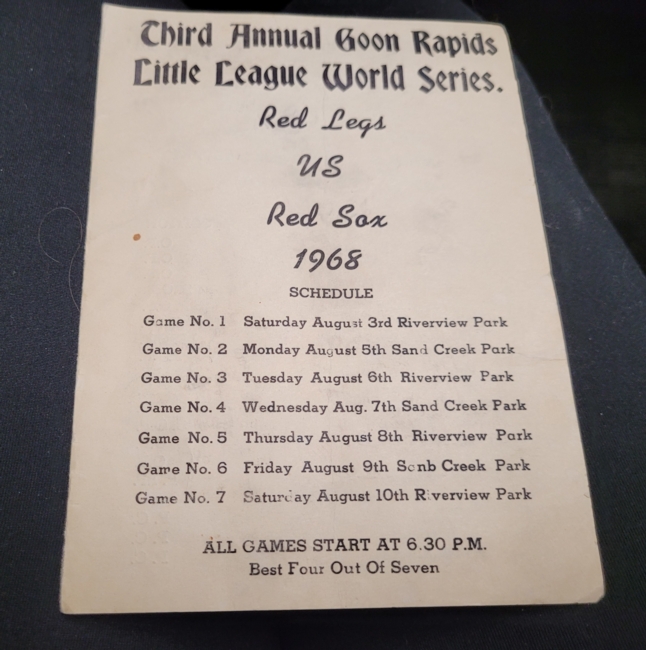 Third Annual Goon Rapids
Little League World Series.
Red Legs
VS
Red Sox
1968
SCHEDULE
Game No. 1 Saturday August 3rd Riverview Park
Game No. 2 Monday August 5th Sand Creek Park
Game No. 3 Tuesday August 6th Riverview Park
Game No. 4 Wednesday Aug. 7th Sand Creek Park
Game No. 5 Thursday August 8th Riverview Park
Game No. 6 Friday August 9th Sanb Creek Park
Game No. 7 Saturday August 10th Riverview Park
ALL GAMES START AT 6.30 P.M.
Best Four Out Of Seven